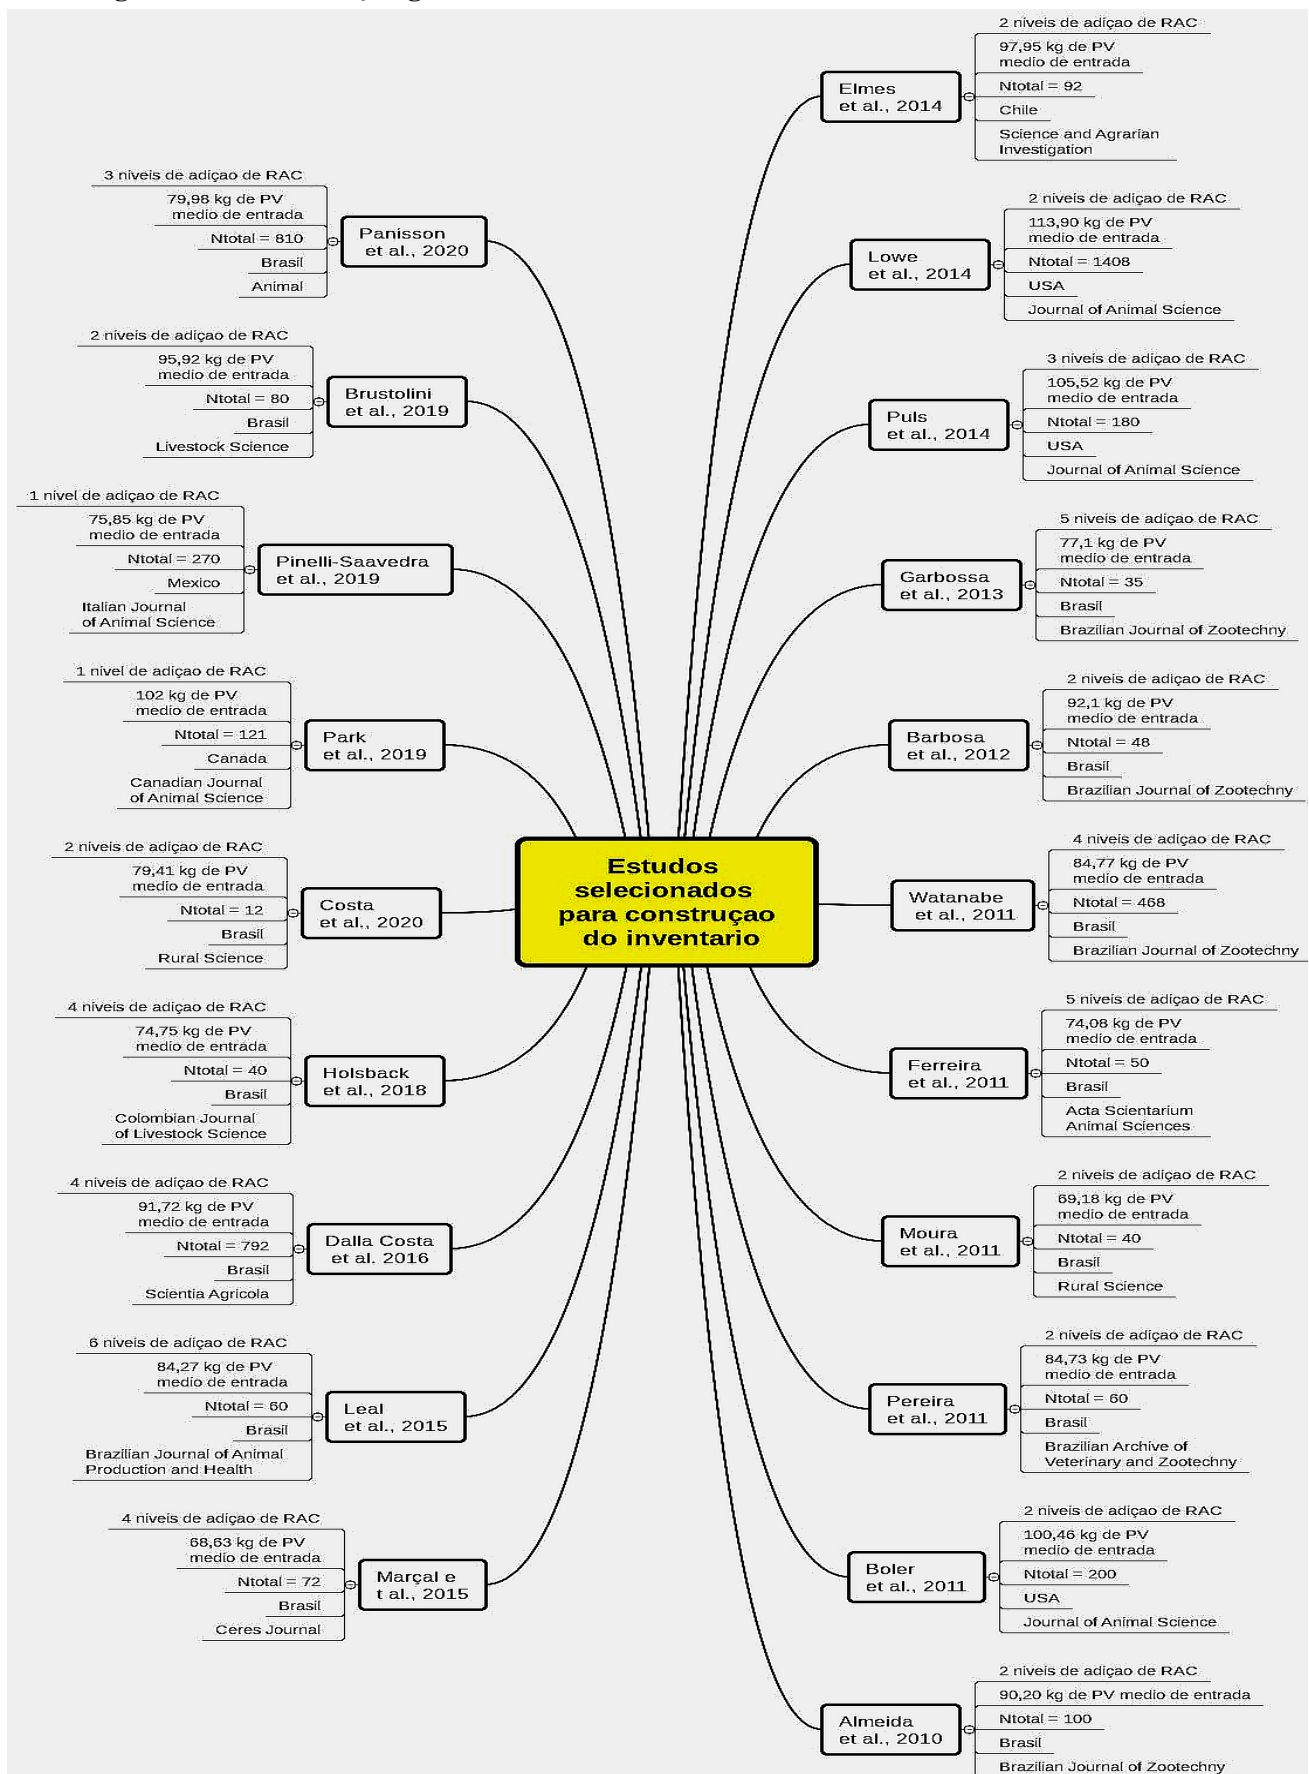 3 niveis de adiçao de RAC
79,98 kg de PV
medio de entrada
Ntotal = 810
Brasil
Animal
Panisson
et al., 2020
2 niveis de adiçao de RAC
95,92 kg de PV
medio de entrada
Ntotal = 80
Brasil
Livestock Science
Brustolini
et al., 2019
1 nivel de adiçao de RAC
75,85 kg de PV
medio de entrada
Ntotal = 270
Mexico
Italian Journal
of Animal Science
Pinelli-Saavedra
et al., 2019
1 nivel de adiçao de RAC
102 kg de PV
medio de entrada
Ntotal = 121
Canada
Canadian Journal
of Animal Science
Park
et al., 2019
2 niveis de adiçao de RAC
79,41 kg de PV
medio de entrada
Ntotal = 12
Brasil
Rural Science
Costa
et al., 2020
4 niveis de adiçao de RAC
74,75 kg de PV
medio de entrada
Ntotal = 40
Brasil
Colombian Journal
of Livestock Science
Holsback
et al., 2018
4 niveis de adiçao de RAC
91,72 kg de PV
medio de entrada
Ntotal = 792
Brasil
Scientia Agricola
Dalla Costa
et al. 2016
6 niveis de adiçao de RAC
84,27 kg de PV
medio de entrada
Ntotal = 60
Brasil
Brazilian Journal of Animal
Production and Health
Leal
et al., 2015
4 niveis de adiçao de RAC
68,63 kg de PV
medio de entrada
Ntotal = 72
Brasil
Ceres Journal
Marçal e
t al., 2015
Estudos
selecionados
para construçao
do inventario
Elmes
et al., 2014
2 niveis de adiçao de RAC
97,95 kg de PV
medio de entrada
Ntotal = 92
Chile
Science and Agrarian
Investigation
Lowe
et al., 2014
2 niveis de adiçao de RAC
113,90 kg de PV
medio de entrada
Ntotal = 1408
USA
Journal of Animal Science
Puls
et al., 2014
3 niveis de adiçao de RAC
105,52 kg de PV
medio de entrada
Ntotal = 180
USA
Journal of Animal Science
Garbossa
et al., 2013
5 niveis de adiçao de RAC
77,1 kg de PV
medio de entrada
Ntotal = 35
Brasil
Brazilian Journal of Zootechny
Barbosa
et al., 2012
2 niveis de adiçao de RAC
92,1 kg de PV
medio de entrada
Ntotal = 48
Brasil
Brazilian Journal of Zootechny
Watanabe
et al., 2011
4 niveis de adiçao de RAC
84,77 kg de PV
medio de entrada
Ntotal = 468
Brasil
Brazilian Journal of Zootechny
Ferreira
et al., 2011
5 niveis de adiçao de RAC
74,08 kg de PV
medio de entrada
Ntotal = 50
Brasil
Acta Scientarium
Animal Sciences
Moura
et al., 2011
2 niveis de adiçao de RAC
69,18 kg de PV
medio de entrada
Ntotal = 40
Brasil
Rural Science
Pereira
et al., 2011
2 niveis de adiçao de RAC
84,73 kg de PV
medio de entrada
Ntotal = 60
Brasil
Brazilian Archive of
Veterinary and Zootechny
Boler
et al., 2011
2 niveis de adiçao de RAC
100,46 kg de PV
medio de entrada
Ntotal = 200
USA
Journal of Animal Science
Almeida
et al., 2010
2 niveis de adiçao de RAC
90,20 kg de PV medio de entrada
Ntotal = 100
Brasil
Brazilian Journal of Zootechny